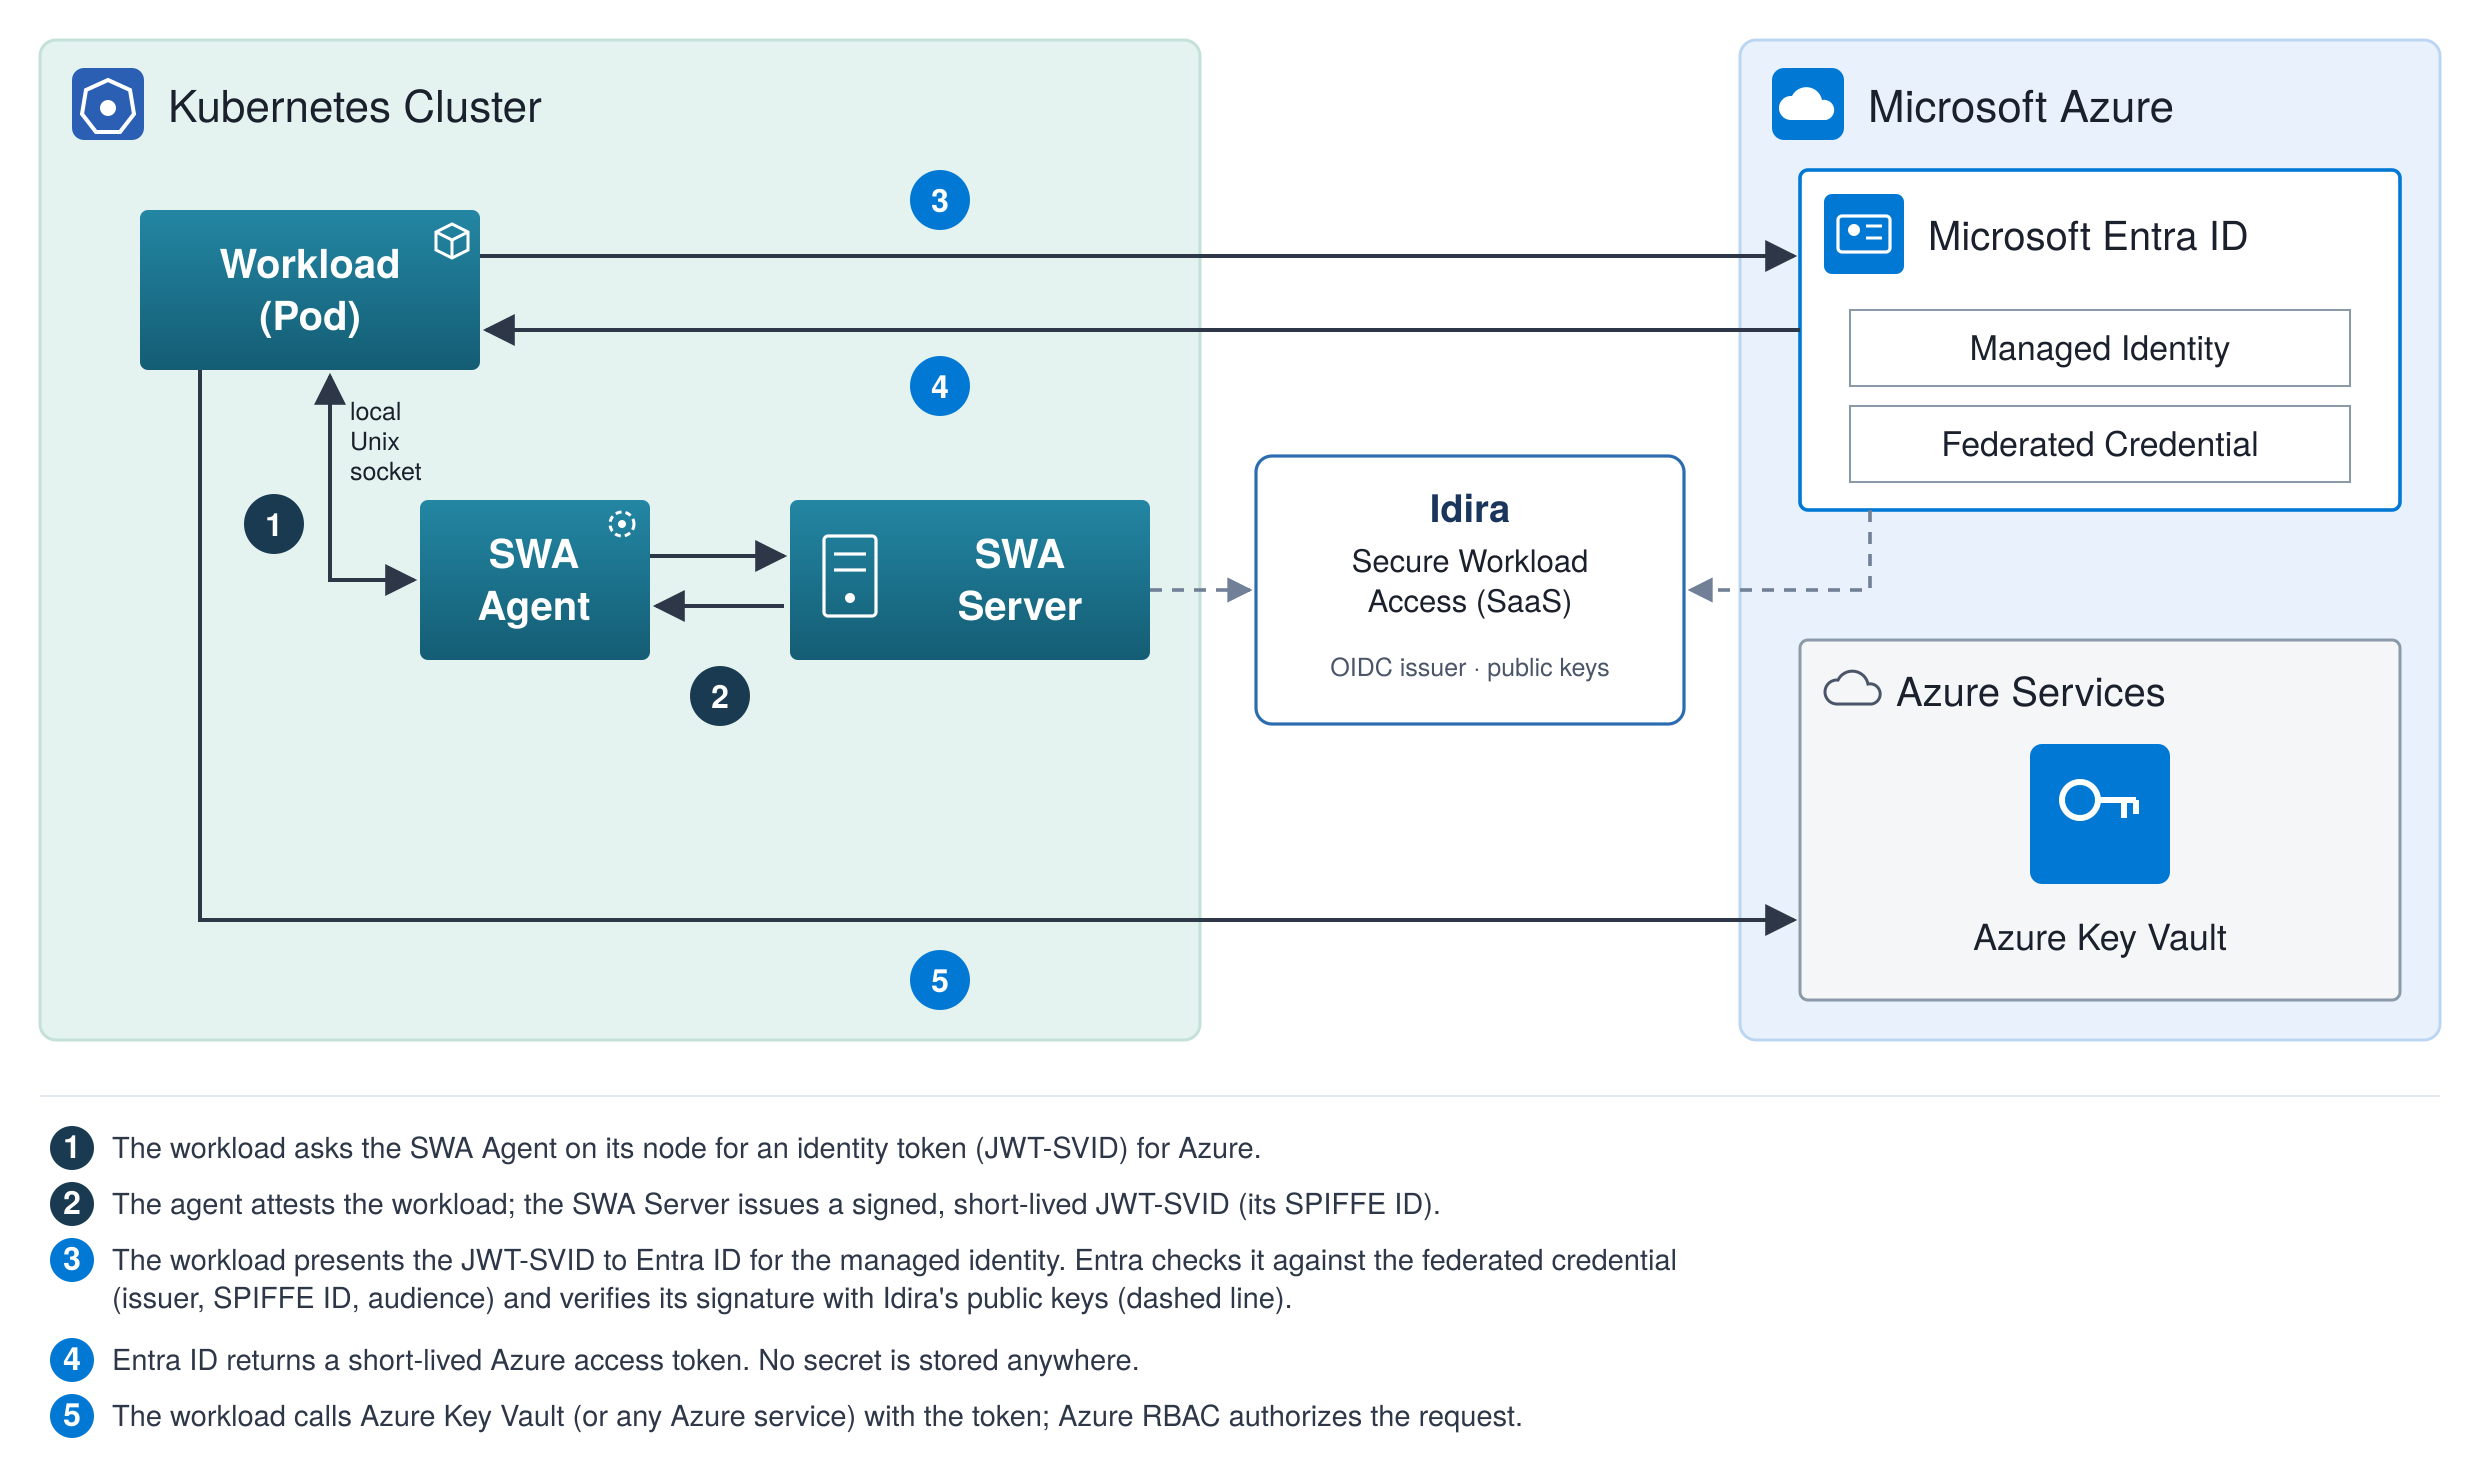 Kubernetes Cluster
Microsoft Azure
3
Workload
(Pod)
Microsoft Entra ID
Managed Identity
4
Federated Credential
local
Unix
socket
1
SWA
Agent
SWA
Server
2
Idira
Secure Workload
Access (SaaS)
OIDC issuer · public keys
Azure Services
Azure Key Vault
5
1 The workload asks the SWA Agent on its node for an identity token (JWT-SVID) for Azure.
2 The agent attests the workload; the SWA Server issues a signed, short-lived JWT-SVID (its SPIFFE ID).
3 The workload presents the JWT-SVID to Entra ID for the managed identity. Entra checks it against the federated credential
(issuer, SPIFFE ID, audience) and verifies its signature with Idira's public keys (dashed line).
4 Entra ID returns a short-lived Azure access token. No secret is stored anywhere.
5 The workload calls Azure Key Vault (or any Azure service) with the token; Azure RBAC authorizes the request.